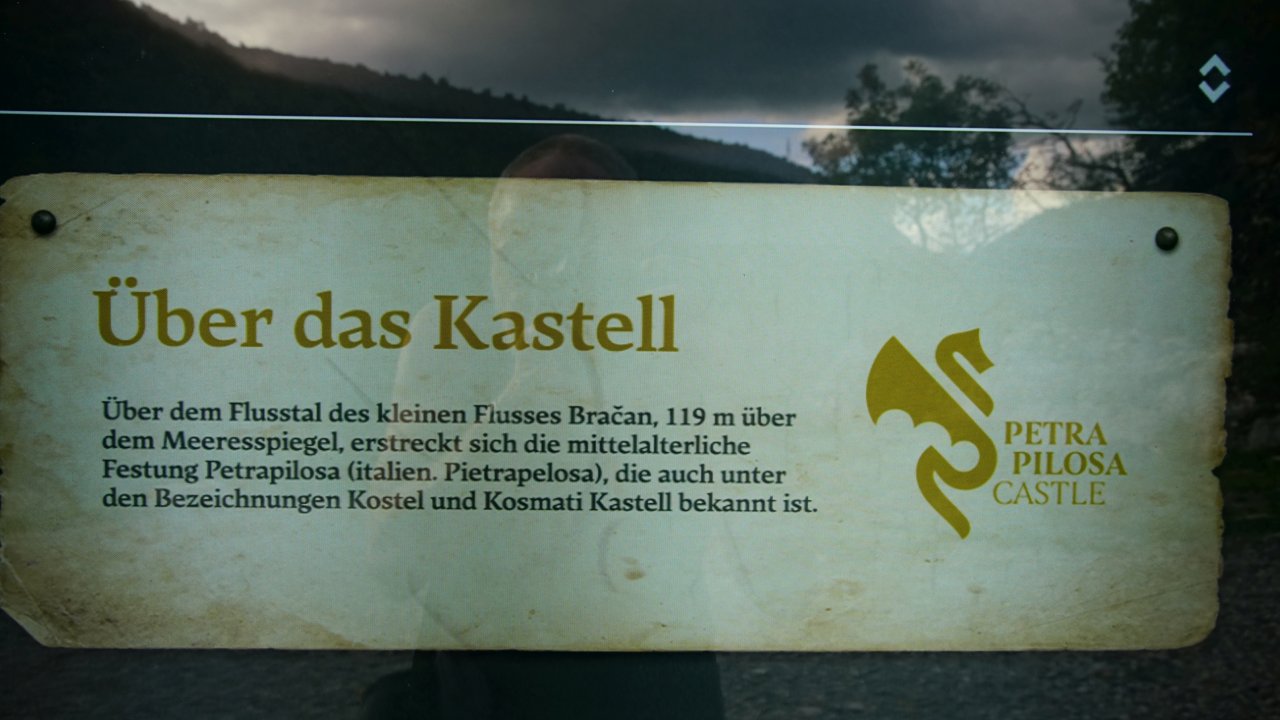 Über das Kastell
Über dem Flusstal des kleinen Flusses Bračan, 119 m über
dem Meeresspiegel, erstreckt sich die mittelalterliche
Festung Petrapilosa (italien. Pietrapelosa), die auch unter
den Bezeichnungen Kostel und Kosmati Kastell bekannt ist.
PETRA
PILOSA
CASTLE